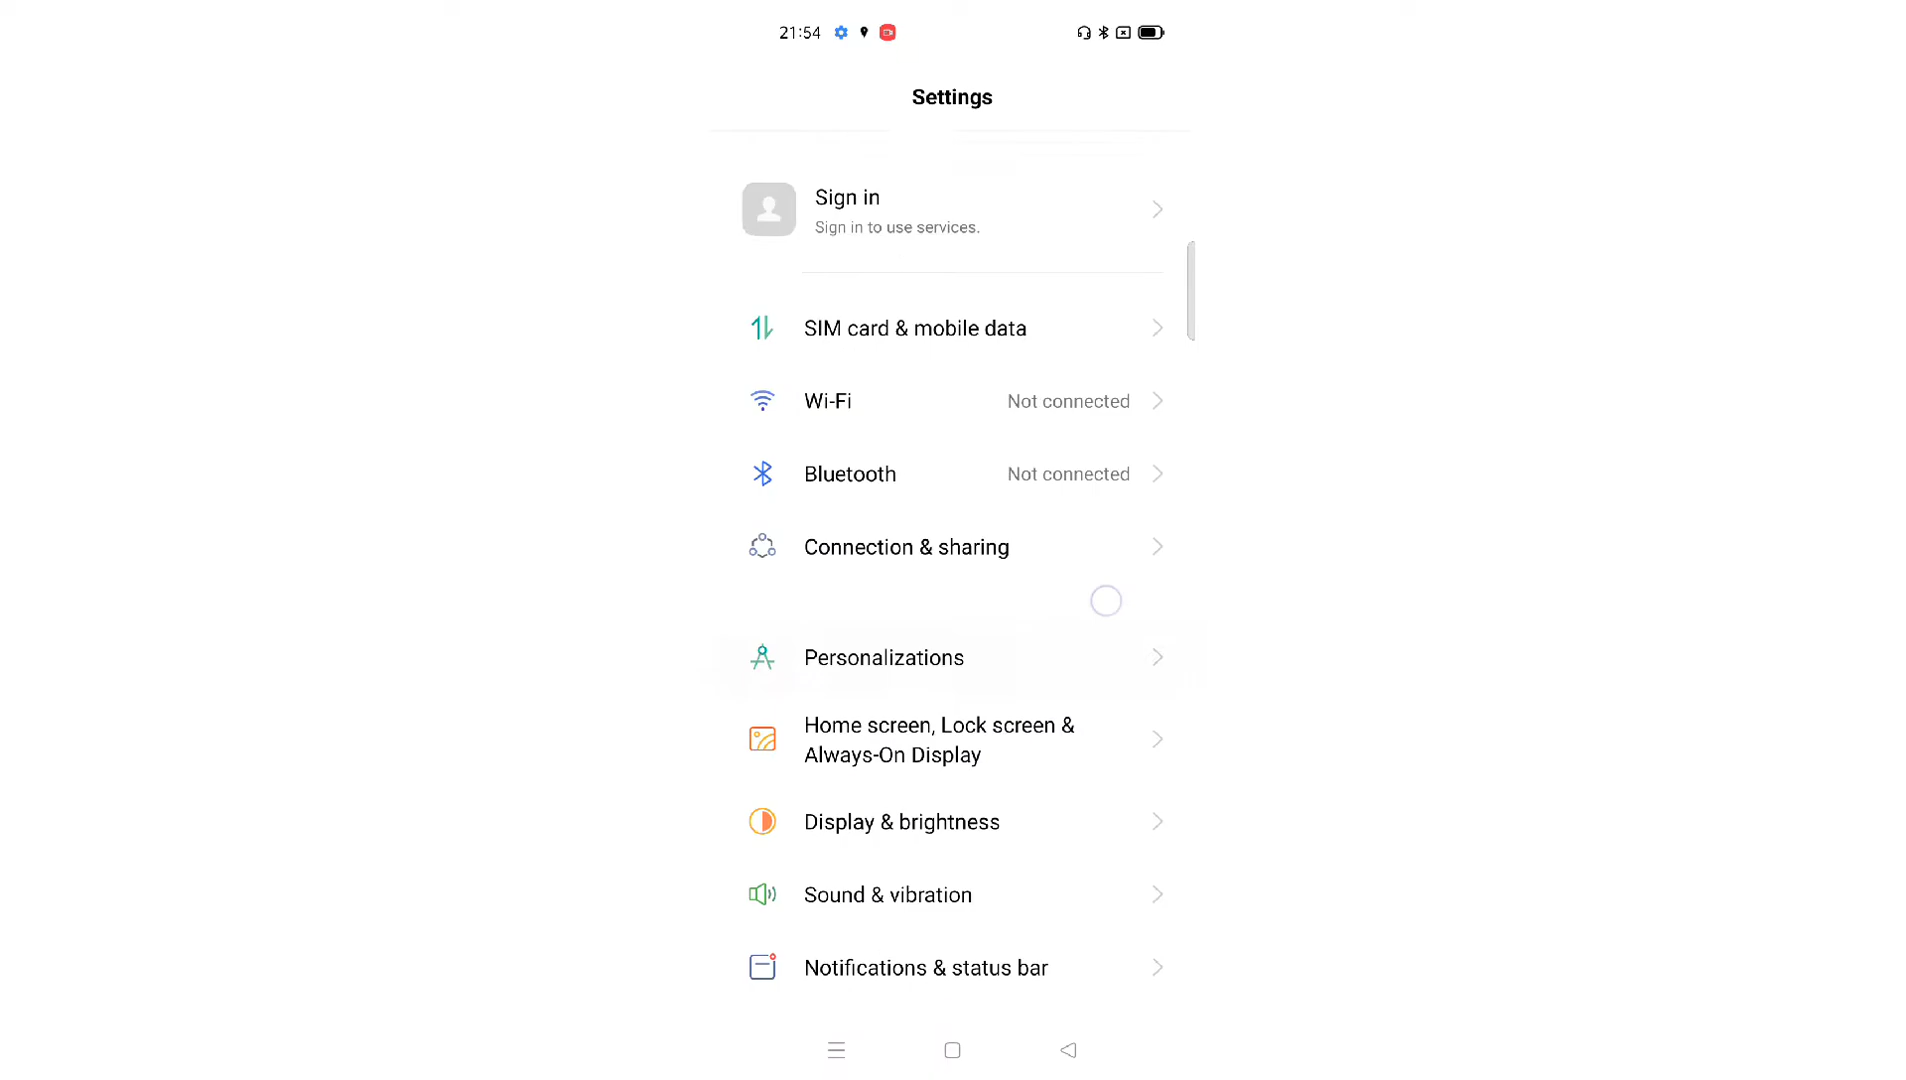 21:54
Settings
Sign in
Sign in to use services.
SIM card & mobile data
Wi-Fi Not connected
Bluetooth Not connected
Connection & sharing
Personalizations
Home screen, Lock screen &
Always-On Display
Display & brightness
Sound & vibration
Notifications & status bar